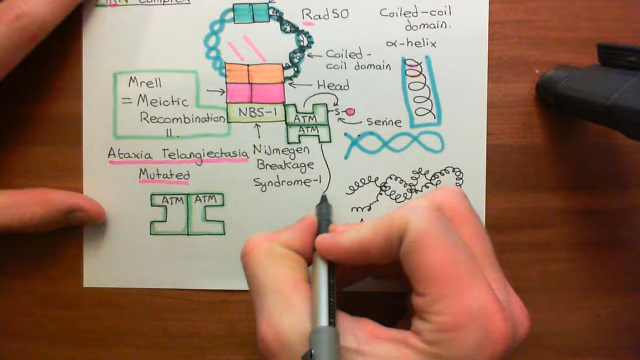 MRN Complex
Rad50
Coiled-coil
domain.
α-helix
Coiled-
coil domain
Head
Mre11
= Meiotic
Recombination
11
NBS-1
ATM
ATM
S
P
Serine
Nijmegen
Breakage
Syndrome-1
Ataxia Telangiectasia
Mutated
ATM ATM